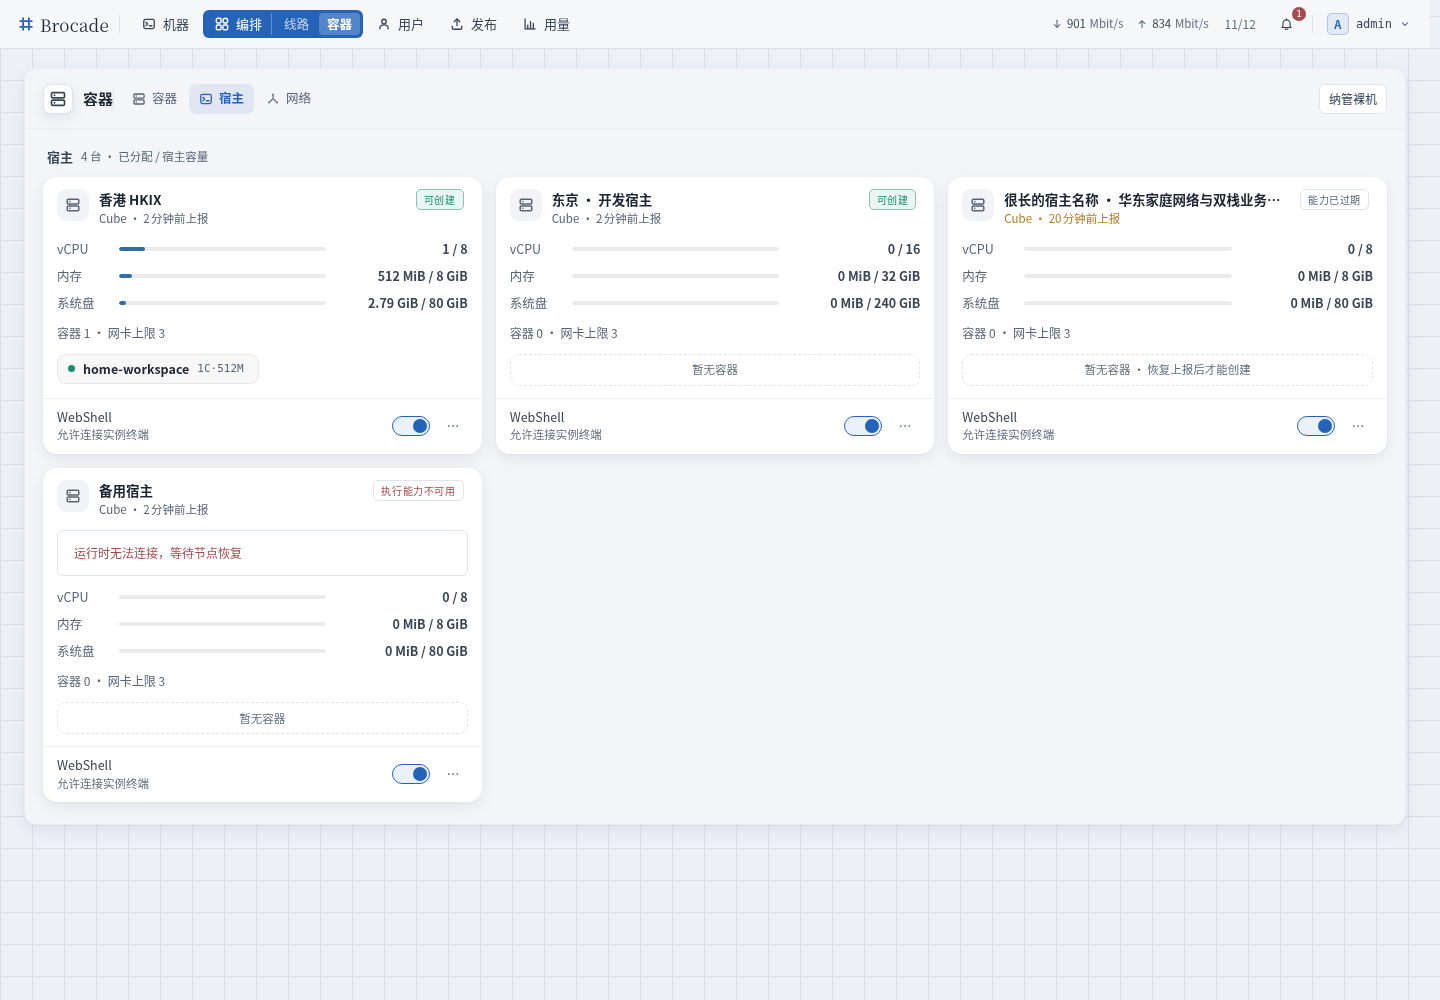 Brocade 机器 编排 线路 容器 用户 发布 用量 ↓ 901 Mbit/s ↑ 834 Mbit/s 11/12 1 A admin
容器 容器 宿主 网络 纳管裸机
宿主 4 台 · 已分配 / 宿主容量
香港 HKIX 可创建
Cube · 2 分钟前上报
vCPU 1 / 8
内存 512 MiB / 8 GiB
系统盘 2.79 GiB / 80 GiB
容器 1 · 网卡上限 3
home-workspace 1C·512M
WebShell
允许连接实例终端 ···
东京 · 开发宿主 可创建
Cube · 2 分钟前上报
vCPU 0 / 16
内存 0 MiB / 32 GiB
系统盘 0 MiB / 240 GiB
容器 0 · 网卡上限 3
暂无容器
WebShell
允许连接实例终端 ···
很长的宿主名称 · 华东家庭网络与双栈业务… 能力已过期
Cube · 20 分钟前上报
vCPU 0 / 8
内存 0 MiB / 8 GiB
系统盘 0 MiB / 80 GiB
容器 0 · 网卡上限 3
暂无容器 · 恢复上报后才能创建
WebShell
允许连接实例终端 ···
备用宿主 执行能力不可用
Cube · 2 分钟前上报
运行时无法连接，等待节点恢复
vCPU 0 / 8
内存 0 MiB / 8 GiB
系统盘 0 MiB / 80 GiB
容器 0 · 网卡上限 3
暂无容器
WebShell
允许连接实例终端 ···